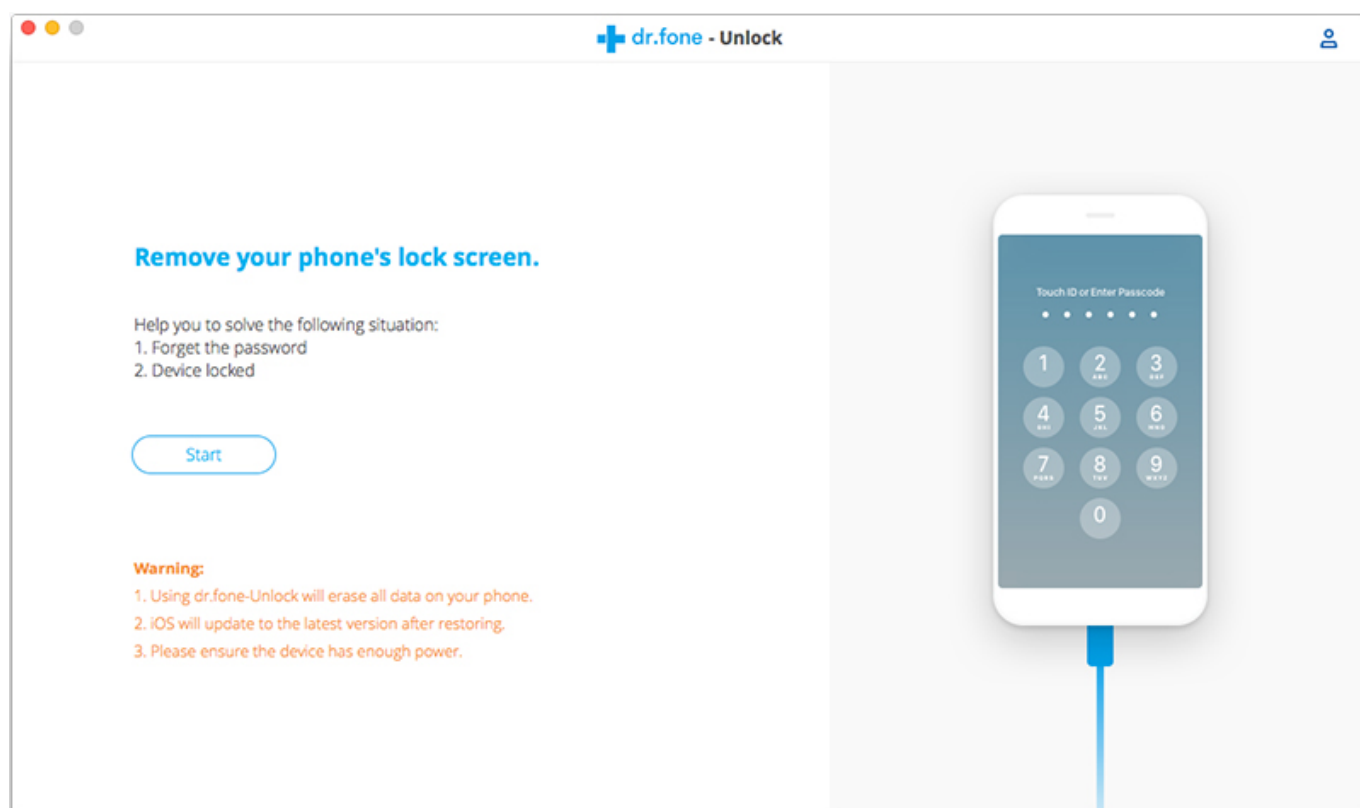 dr.fone - Unlock
Remove your phone's lock screen.
Help you to solve the following situation:
1. Forget the password
2. Device locked
Start
Warning:
1. Using dr.fone-Unlock will erase all data on your phone.
2. iOS will update to the latest version after restoring.
3. Please ensure the device has enough power.
Touch ID or Enter Passcode
1 2 3
ABC DEF
4 5 6
GHI JKL MNO
7 8 9
PQRS TUV WXYZ
0